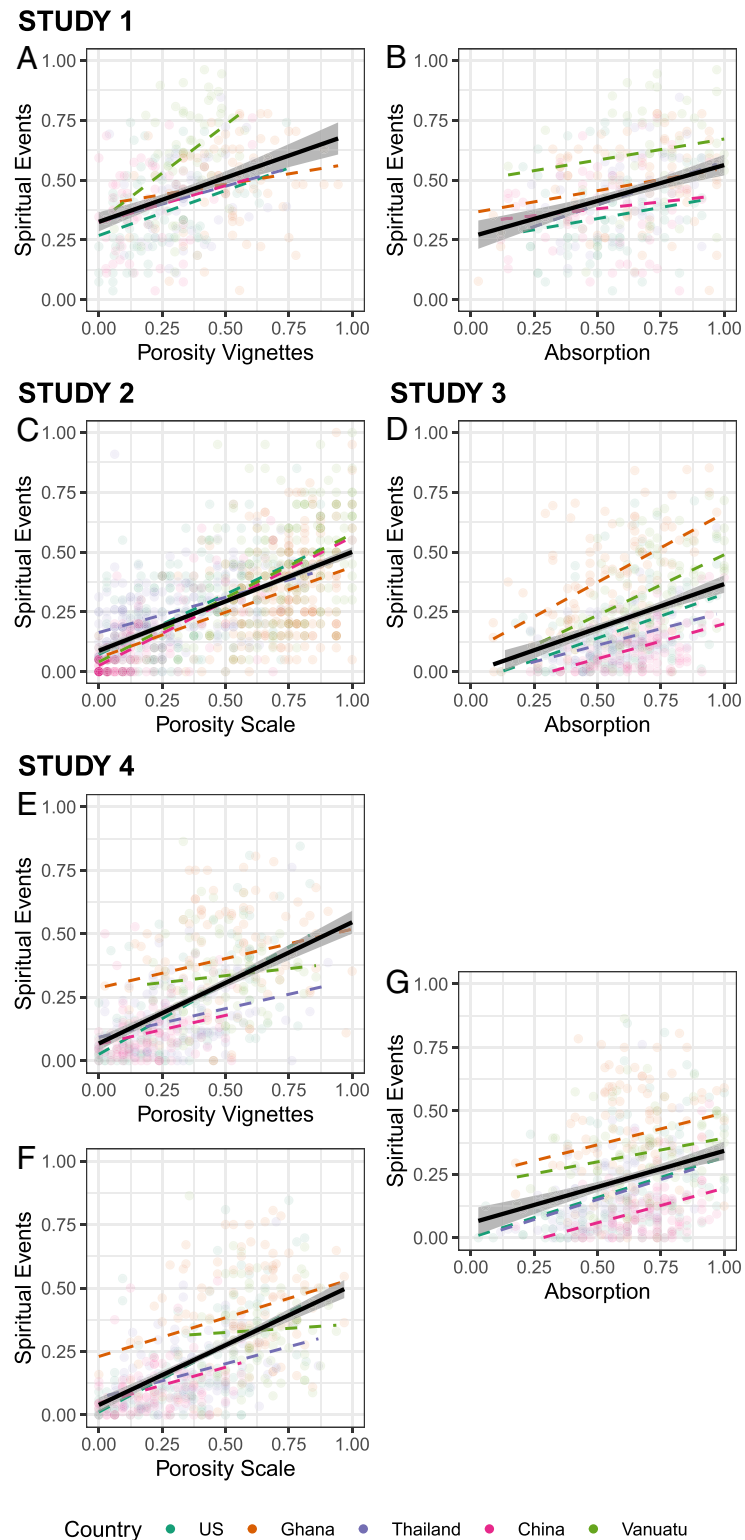 STUDY 1
A
1.00
0.75
0.50
0.25
0.00
Spiritual Events
0.00 0.25 0.50 0.75 1.00
Porosity Vignettes
B
1.00
0.75
0.50
0.25
0.00
Spiritual Events
0.00 0.25 0.50 0.75 1.00
Absorption
STUDY 2
C
1.00
0.75
0.50
0.25
0.00
Spiritual Events
0.00 0.25 0.50 0.75 1.00
Porosity Scale
STUDY 3
D
1.00
0.75
0.50
0.25
0.00
Spiritual Events
0.00 0.25 0.50 0.75 1.00
Absorption
STUDY 4
E
1.00
0.75
0.50
0.25
0.00
Spiritual Events
0.00 0.25 0.50 0.75 1.00
Porosity Vignettes
F
1.00
0.75
0.50
0.25
0.00
Spiritual Events
0.00 0.25 0.50 0.75 1.00
Porosity Scale
G
1.00
0.75
0.50
0.25
0.00
Spiritual Events
0.00 0.25 0.50 0.75 1.00
Absorption
Country US Ghana Thailand China Vanuatu